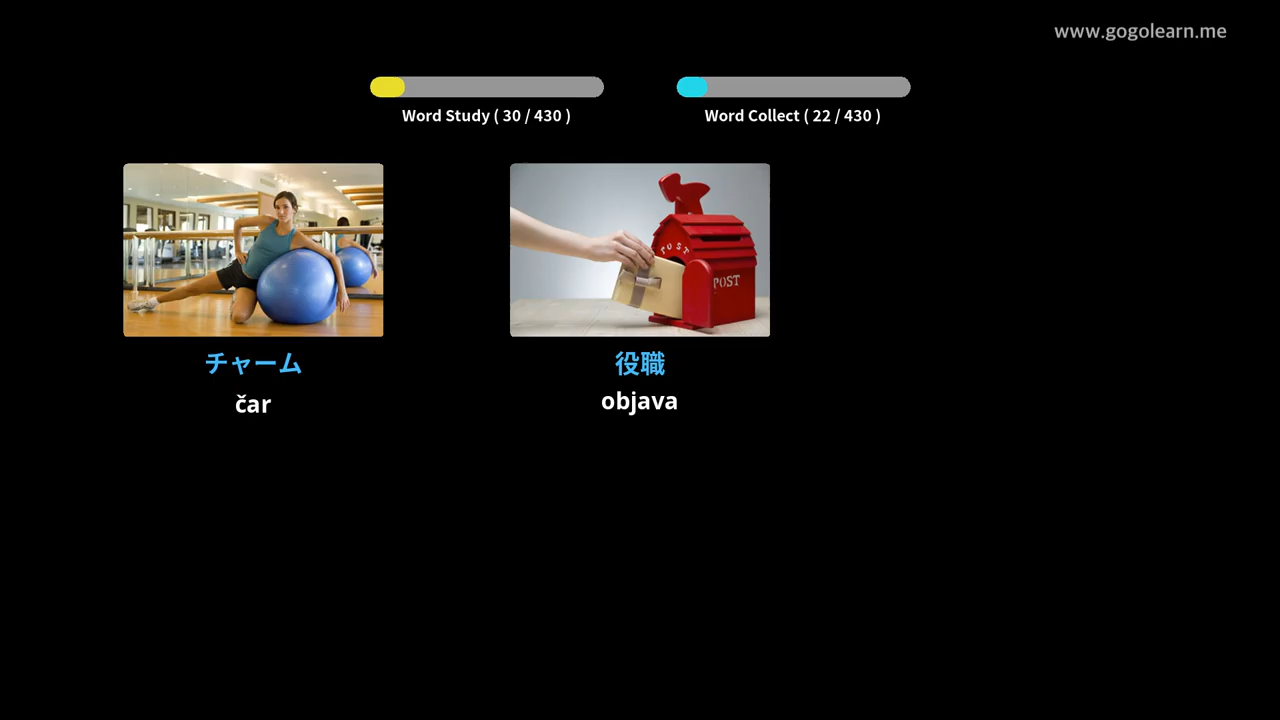 www.gogolearn.me
Word Study ( 30 / 430 )
Word Collect ( 22 / 430 )
POST
POST
チャーム
役職
čar
objava